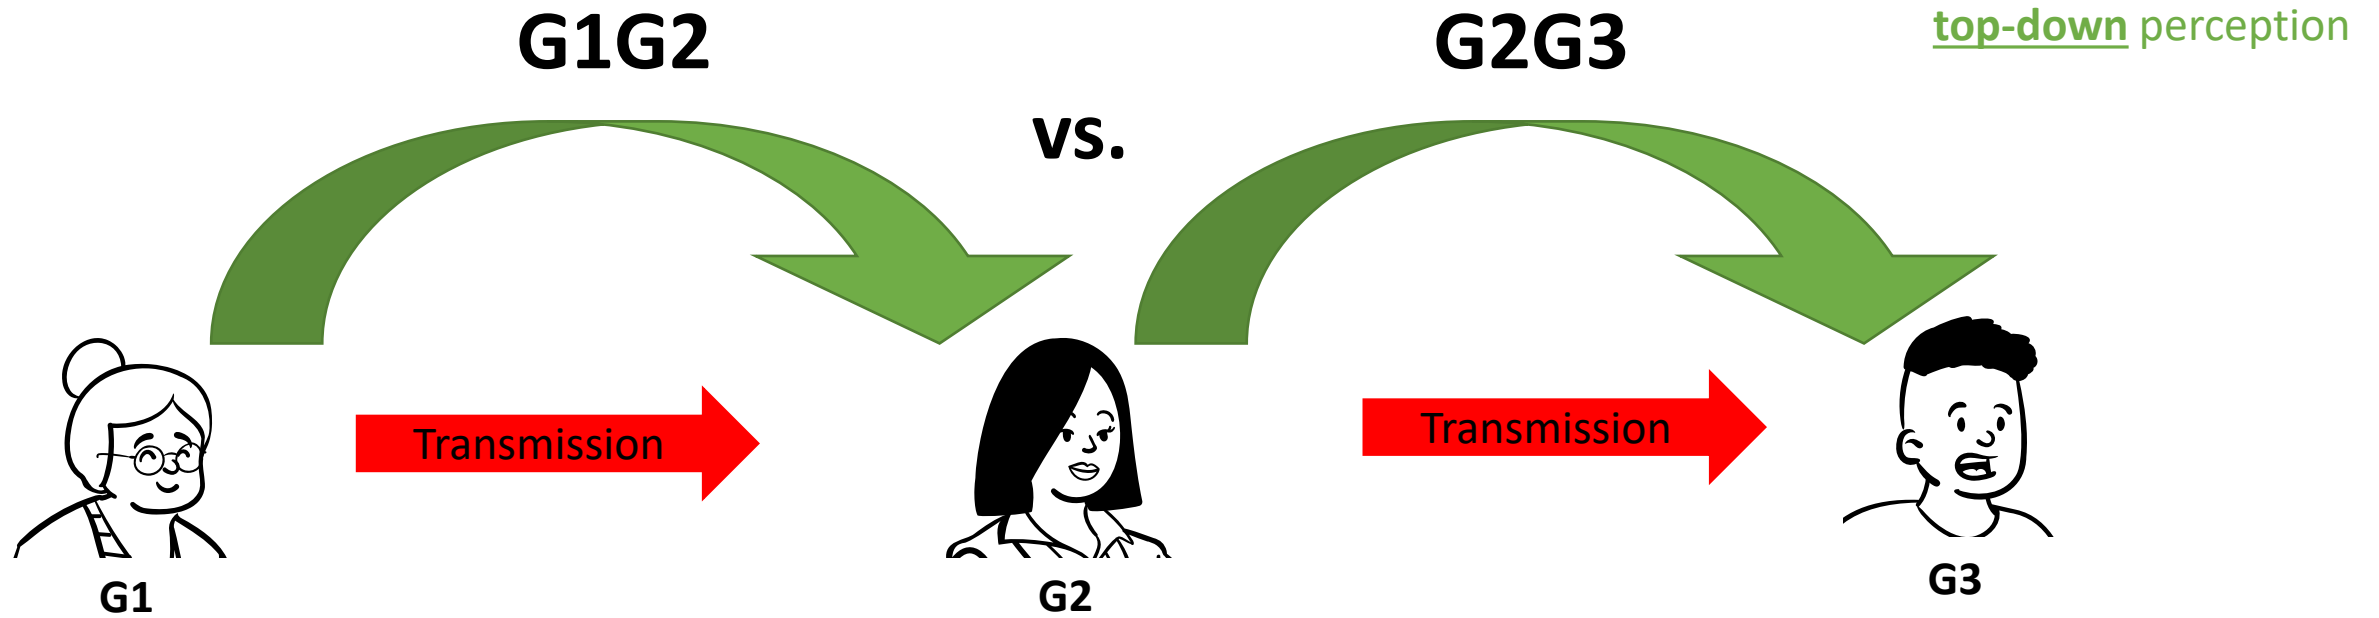 G1G2
G2G3
top-down perception
vs.
Transmission
Transmission
G1
G2
G3